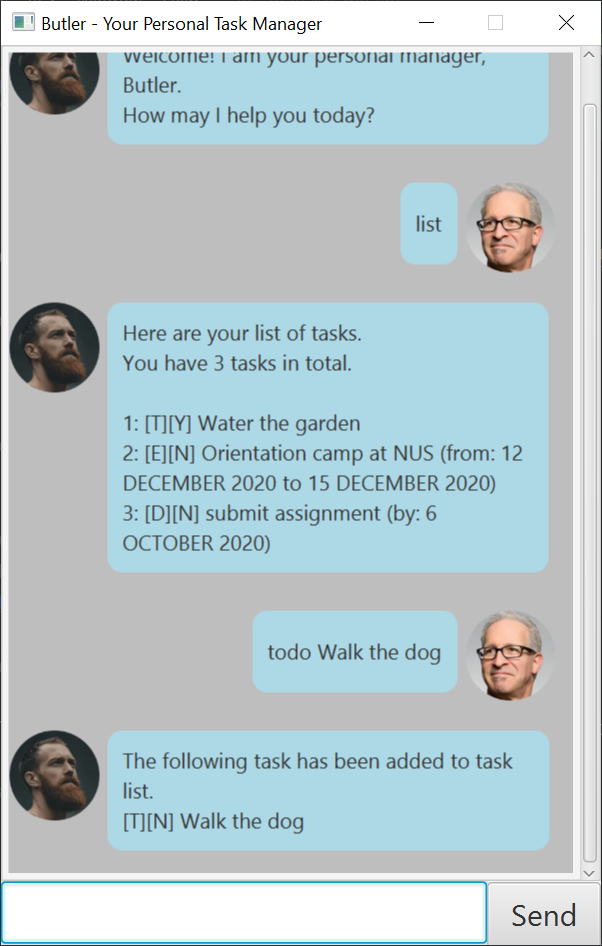 Butler - Your Personal Task Manager
Welcome! I am your personal manager,
Butler.
How may I help you today?
list
Here are your list of tasks.
You have 3 tasks in total.
1: [T][Y] Water the garden
2: [E][N] Orientation camp at NUS (from: 12
DECEMBER 2020 to 15 DECEMBER 2020)
3: [D][N] submit assignment (by: 6
OCTOBER 2020)
todo Walk the dog
The following task has been added to task
list.
[T][N] Walk the dog
Send